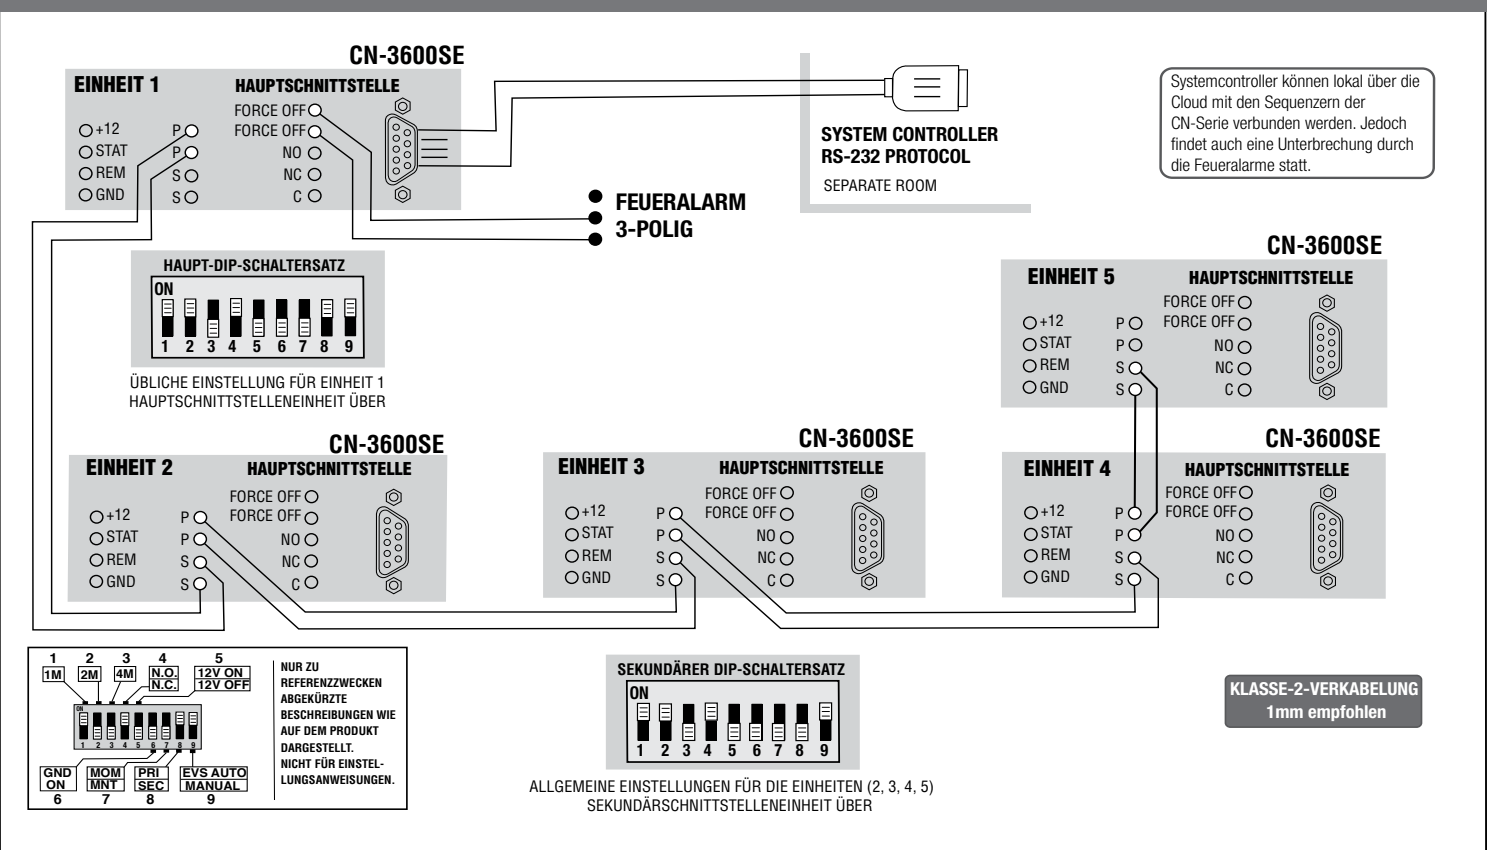 CN-3600SE
EINHEIT 1
HAUPTSCHNITTSTELLE
FORCE OFF
FORCE OFF
NO
NC
C
+12
STAT
REM
GND
P
P
S
S
SYSTEM CONTROLLER
RS-232 PROTOCOL
SEPARATE ROOM
Systemcontroller können lokal über die
Cloud mit den Sequenzern der
CN-Serie verbunden werden. Jedoch
findet auch eine Unterbrechung durch
die Feueralarme statt.
FEUERALARM
3-POLIG
HAUPT-DIP-SCHALTERSATZ
ON
1 2 3 4 5 6 7 8 9
ÜBLICHE EINSTELLUNG FÜR EINHEIT 1
HAUPTSCHNITTSTELLENEINHEIT ÜBER
CN-3600SE
EINHEIT 5
HAUPTSCHNITTSTELLE
FORCE OFF
FORCE OFF
NO
NC
C
+12
STAT
REM
GND
P
P
S
S
CN-3600SE
EINHEIT 2
HAUPTSCHNITTSTELLE
FORCE OFF
FORCE OFF
NO
NC
C
+12
STAT
REM
GND
P
P
S
S
CN-3600SE
EINHEIT 3
HAUPTSCHNITTSTELLE
FORCE OFF
FORCE OFF
NO
NC
C
+12
STAT
REM
GND
P
P
S
S
CN-3600SE
EINHEIT 4
HAUPTSCHNITTSTELLE
FORCE OFF
FORCE OFF
NO
NC
C
+12
STAT
REM
GND
P
P
S
S
1 2 3 4 5
1M 2M 4M N.O. 12V ON
N.C. 12V OFF
ON
1 2 3 4 5 6 7 8 9
GND MOM PRI EVS AUTO
ON MNT SEC MANUAL
6 7 8 9
NUR ZU
REFERENZZWECKEN
ABGEKÜRZTE
BESCHREIBUNGEN WIE
AUF DEM PRODUKT
DARGESTELLT.
NICHT FÜR EINSTEL-
LUNGSANWEISUNGEN.
SEKUNDÄRER DIP-SCHALTERSATZ
ON
1 2 3 4 5 6 7 8 9
ALLGEMEINE EINSTELLUNGEN FÜR DIE EINHEITEN (2, 3, 4, 5)
SEKUNDÄRSCHNITTSTELLENEINHEIT ÜBER
KLASSE-2-VERKABELUNG
1mm empfohlen